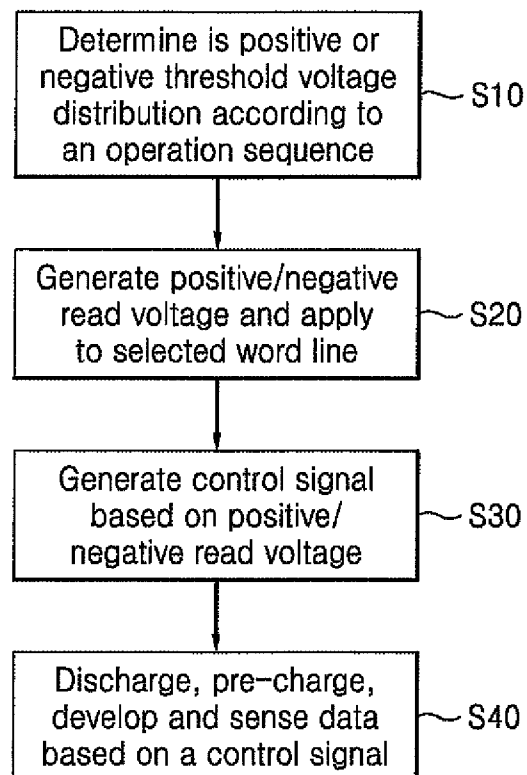 Determine is positive or
negative threshold voltage
distribution according to
an operation sequence
S10
Generate positive/negative
read voltage and apply
to selected word line
S20
Generate control signal
based on positive/
negative read voltage
S30
Discharge, pre-charge,
develop and sense data
based on a control signal
S40